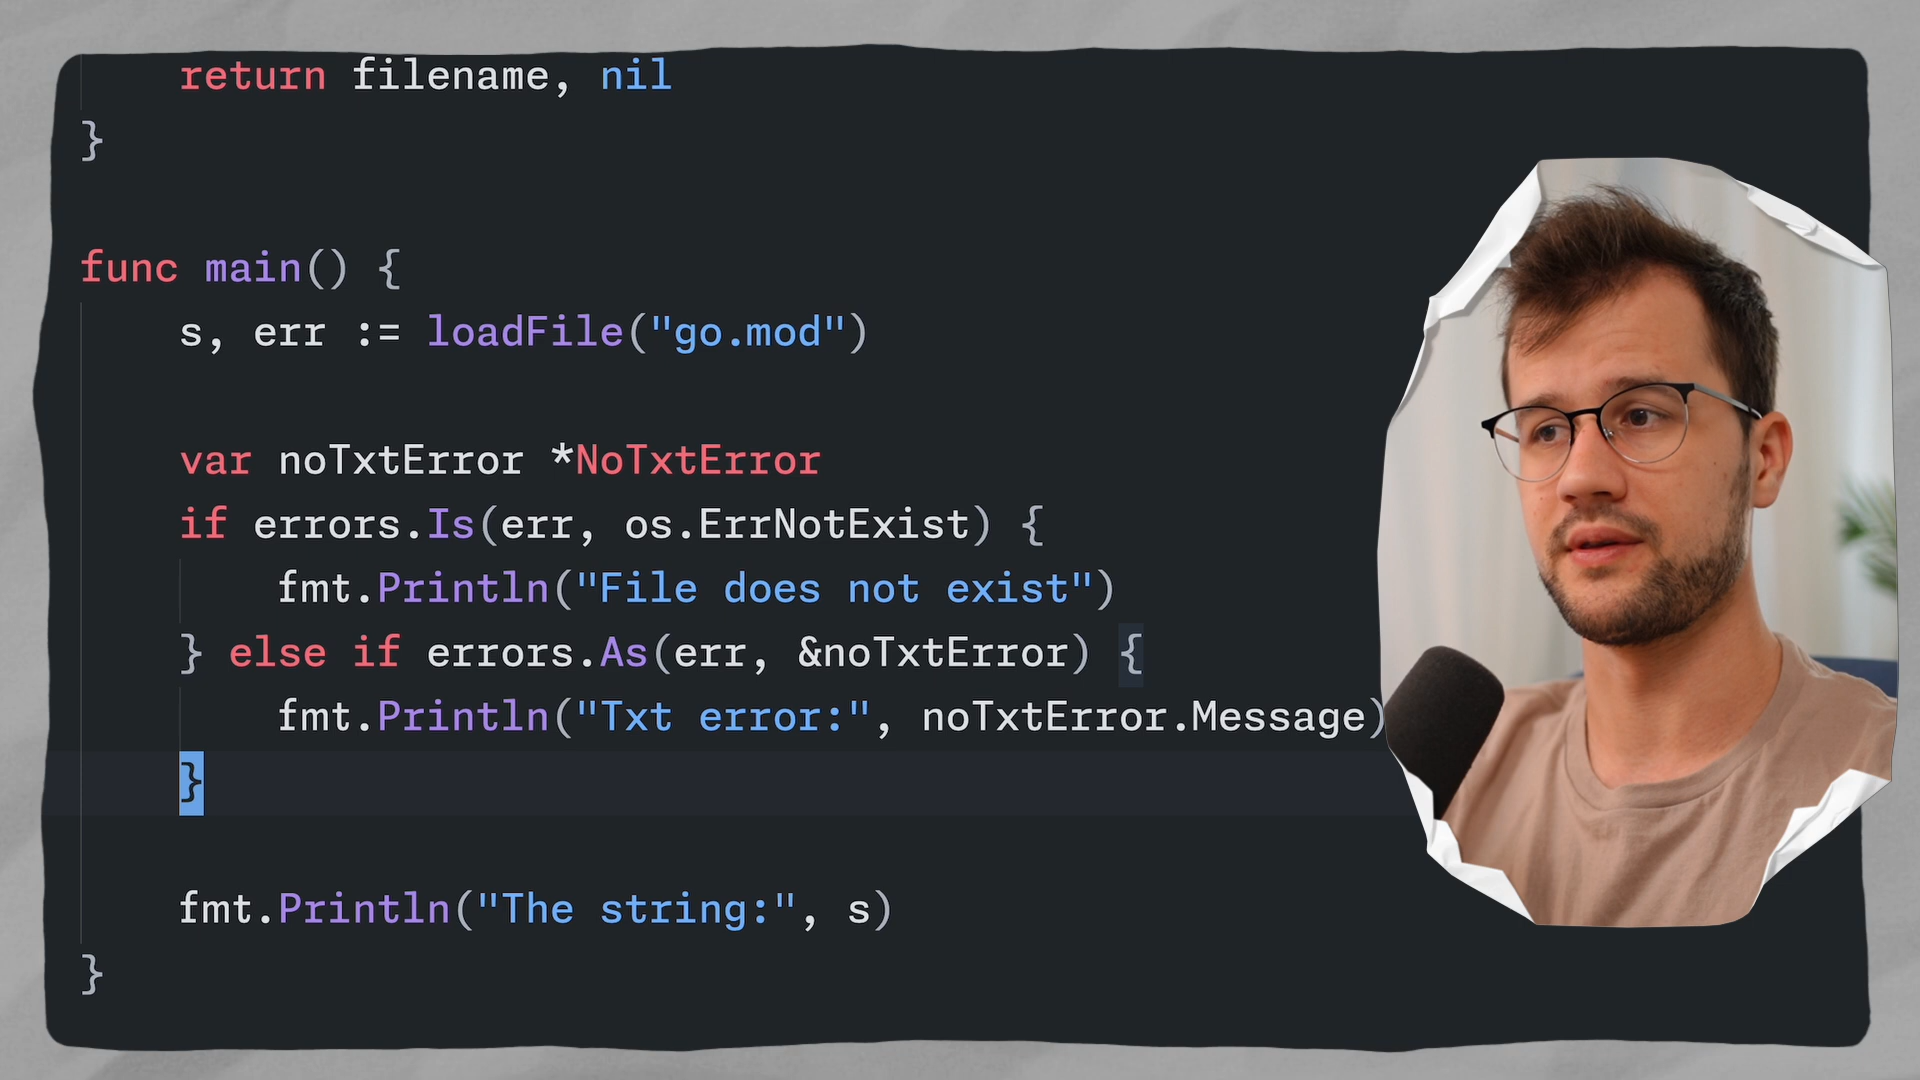 return filename, nil
}
func main() {
s, err := loadFile("go.mod")
var noTxtError *NoTxtError
if errors.Is(err, os.ErrNotExist) {
fmt.Println("File does not exist")
} else if errors.As(err, &noTxtError) {
fmt.Println("Txt error:", noTxtError.Message)
}
fmt.Println("The string:", s)
}